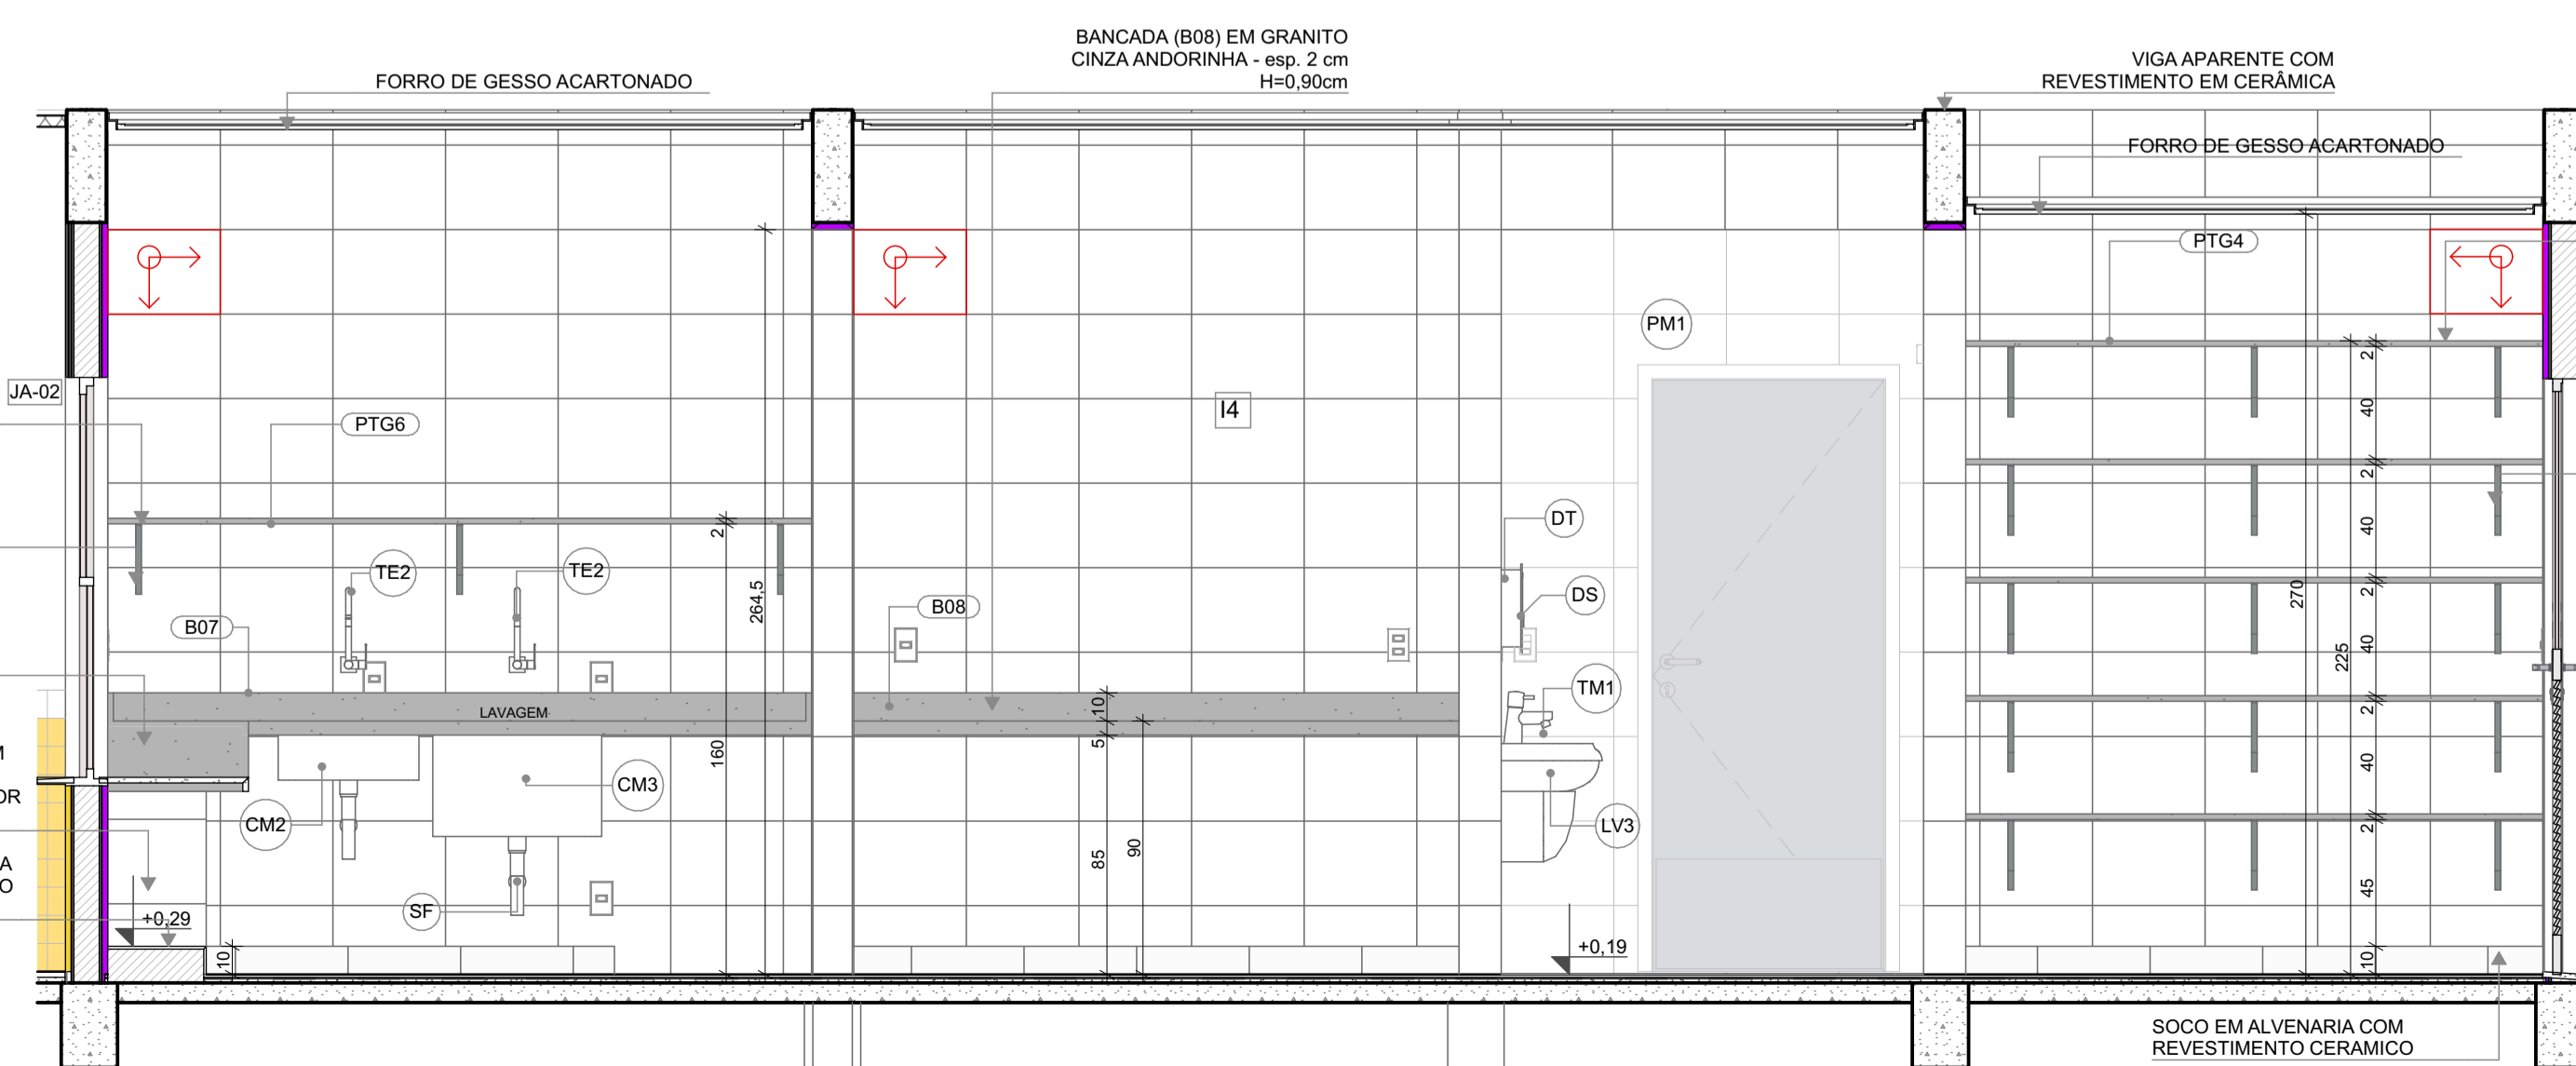 BANCADA (B08) EM GRANITO
CINZA ANDORINHA - esp. 2 cm
H=0,90cm
VIGA APARENTE COM
REVESTIMENTO EM CERÂMICA
FORRO DE GESSO ACARTONADO
FORRO DE GESSO ACARTONADO
PTG4
PM1
JA-02
I4
PTG6
2
40
2
40
2
40
2
40
2
45
10
270
225
DT
DS
TE2
TE2
2
264,5
160
B07
B08
LAVAGEM
10
5
85
90
TM1
LV3
CM2
CM3
SF
M
OR
A
O
+0,29
10
+0,19
SOCO EM ALVENARIA COM
REVESTIMENTO CERAMICO